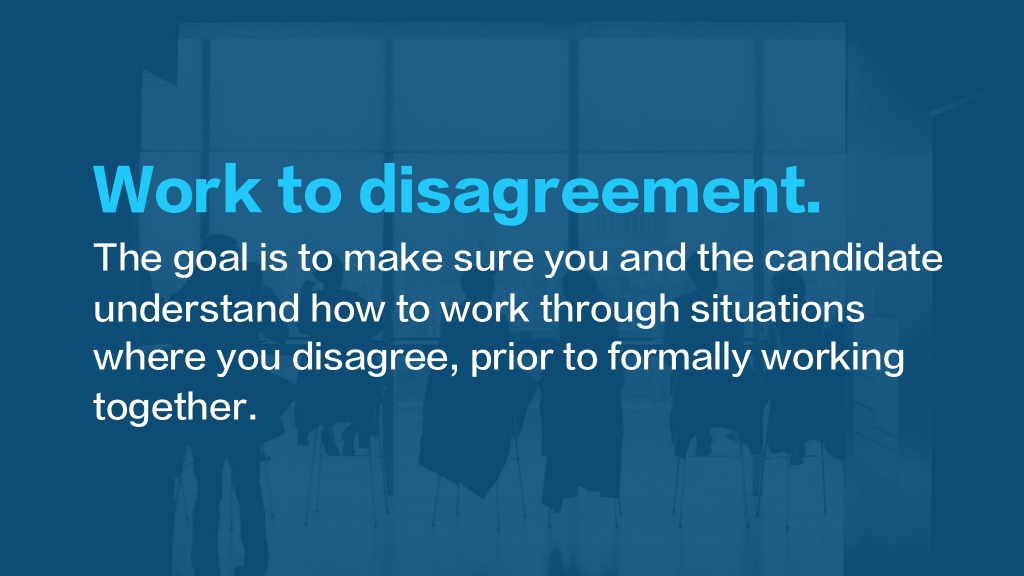 Work to disagreement.
The goal is to make sure you and the candidate
understand how to work through situations
where you disagree, prior to formally working
together.